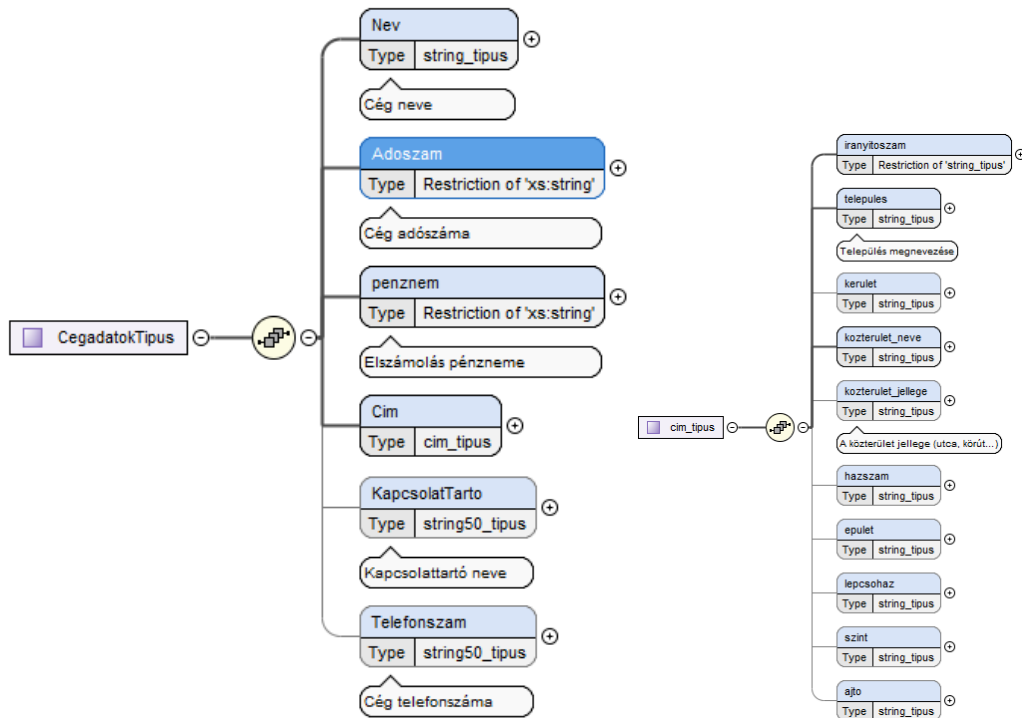 CegadatokTipus
Nev
Type string_tipus
Cég neve
Adoszam
Type Restriction of 'xs:string'
Cég adószáma
penznem
Type Restriction of 'xs:string'
Elszámolás pénzneme
Cim
Type cim_tipus
KapcsolatTarto
Type string50_tipus
Kapcsolattartó neve
Telefonszam
Type string50_tipus
Cég telefonszáma
cim_tipus
iranyitoszam
Type Restriction of 'string_tipus'
telepules
Type string_tipus
Település megnevezése
kerulet
Type string_tipus
kozterulet_neve
Type string_tipus
kozterulet_jellege
Type string_tipus
A közterület jellege (utca, körút...)
hazszam
Type string_tipus
epulet
Type string_tipus
lepcsohaz
Type string_tipus
szint
Type string_tipus
ajto
Type string_tipus